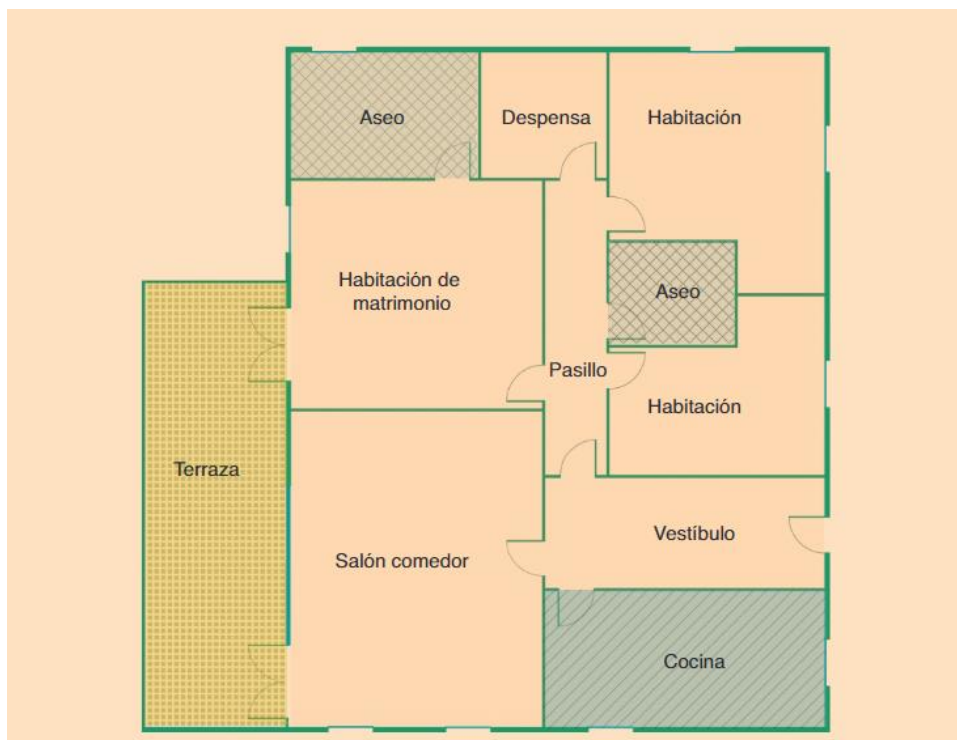 Aseo
Despensa
Habitación
Habitación de
matrimonio
Aseo
Pasillo
Habitación
Terraza
Salón comedor
Vestíbulo
Cocina